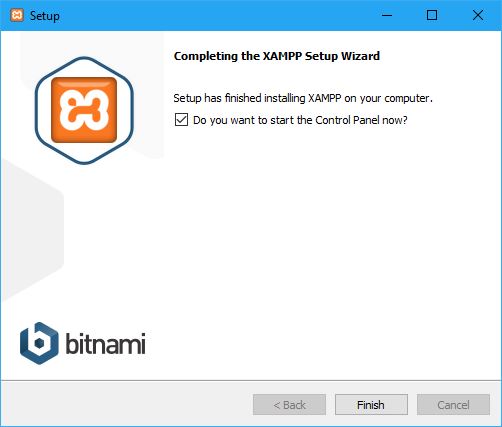 Setup
Completing the XAMPP Setup Wizard
Setup has finished installing XAMPP on your computer.
Do you want to start the Control Panel now?
bitnami
< Back
Finish
Cancel